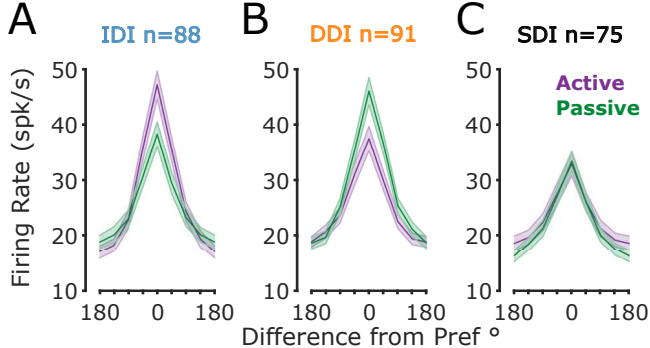 A
IDI n=88
B
DDI n=91
C
SDI n=75
Firing Rate (spk/s)
50
40
30
20
10
180
0
180
50
40
30
20
10
180
0
180
50
40
30
20
10
180
0
180
Active
Passive
Difference from Pref °